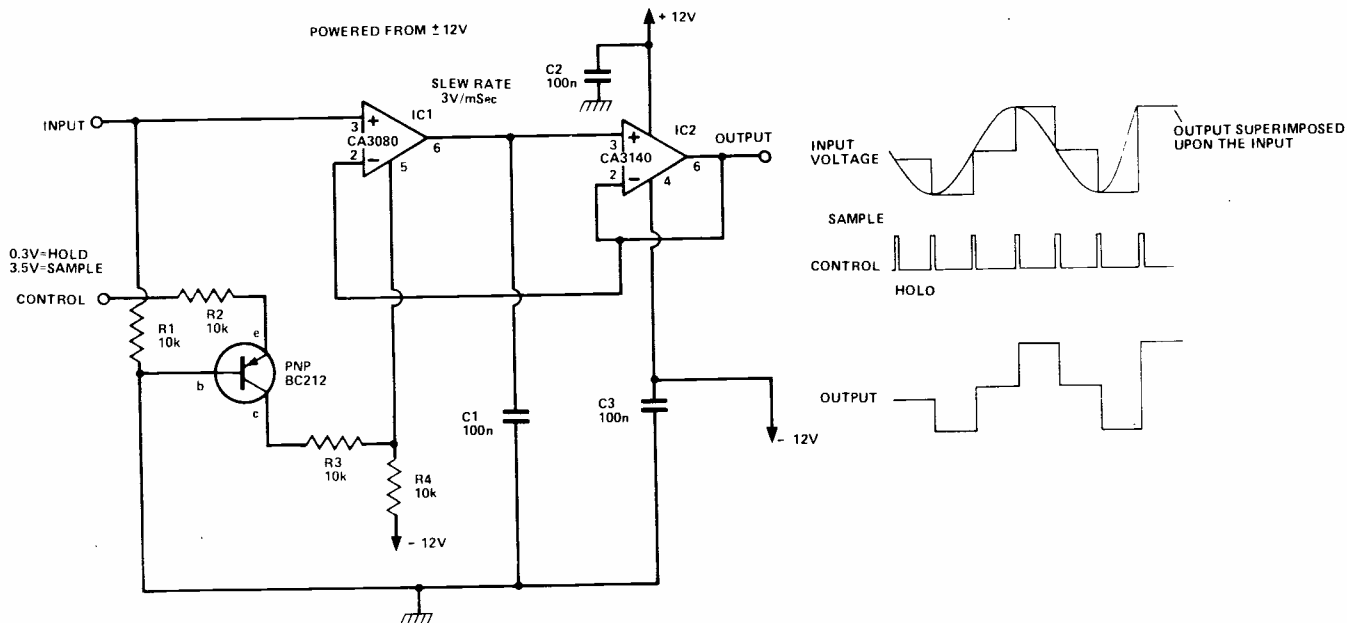 POWERED FROM ± 12V
+ 12V
C2
100n
SLEW RATE
3V/mSec
IC1
INPUT
3
+
CA3080
2
−
6
5
IC2
OUTPUT
3
+
CA3140
2
−
6
4
0.3V=HOLD
3.5V=SAMPLE
CONTROL
R2
10k
R1
10k
e
b
c
PNP
BC212
R3
10k
R4
10k
− 12V
C1
100n
C3
100n
− 12V
INPUT
VOLTAGE
OUTPUT SUPERIMPOSED
UPON THE INPUT
SAMPLE
CONTROL
HOLO
OUTPUT